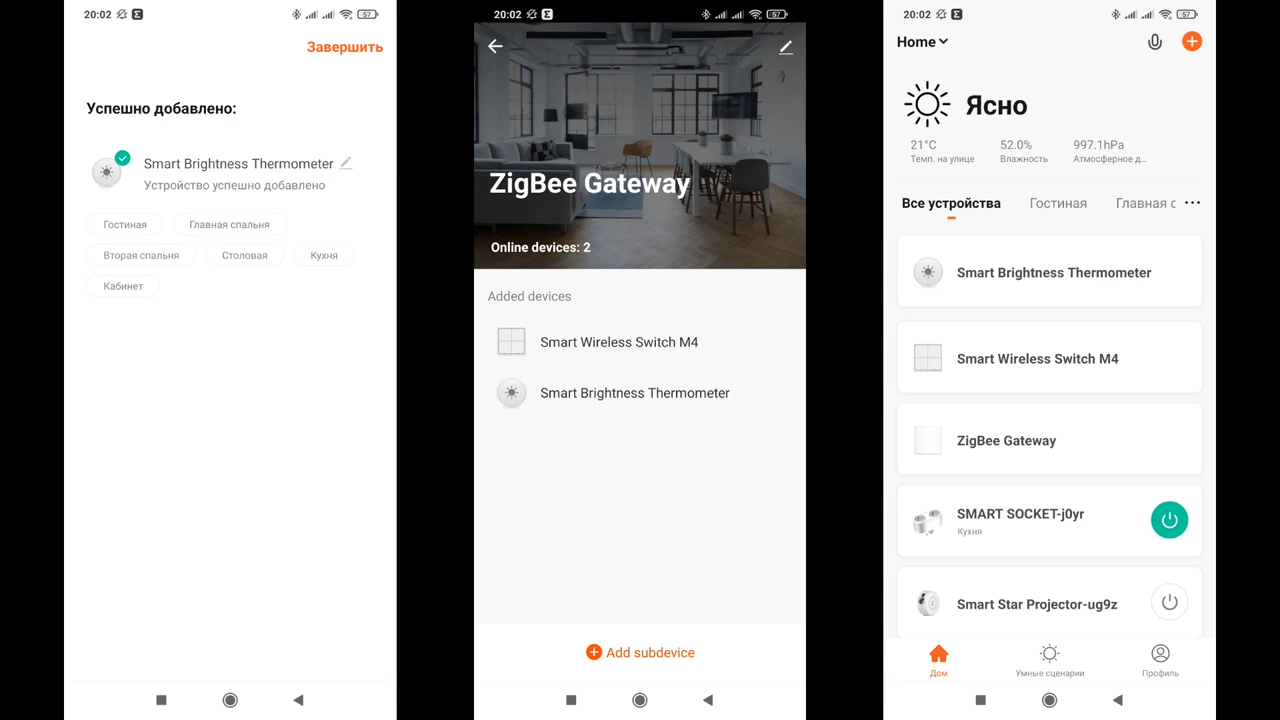 20:02
57
Завершить
Успешно добавлено:
Smart Brightness Thermometer
Устройство успешно добавлено
Гостиная
Главная спальня
Вторая спальня
Столовая
Кухня
Кабинет
20:02
57
ZigBee Gateway
Online devices: 2
Added devices
Smart Wireless Switch M4
Smart Brightness Thermometer
Add subdevice
20:02
57
Home
Ясно
21°C
52.0%
997.1hPa
Темп. на улице
Влажность
Атмосферное д...
Все устройства
Гостиная
Главная с
Smart Brightness Thermometer
Smart Wireless Switch M4
ZigBee Gateway
SMART SOCKET-j0yr
Кухня
Smart Star Projector-ug9z
Дом
Умные сценарии
Профиль